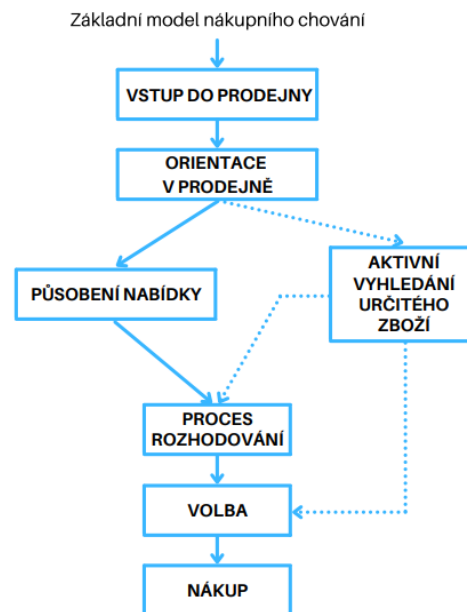 Základní model nákupního chování
VSTUP DO PRODEJNY
ORIENTACE
V PRODEJNĚ
PŮSOBENÍ NABÍDKY
AKTIVNÍ
VYHLEDÁNÍ
URČITÉHO
ZBOŽÍ
PROCES
ROZHODOVÁNÍ
VOLBA
NÁKUP